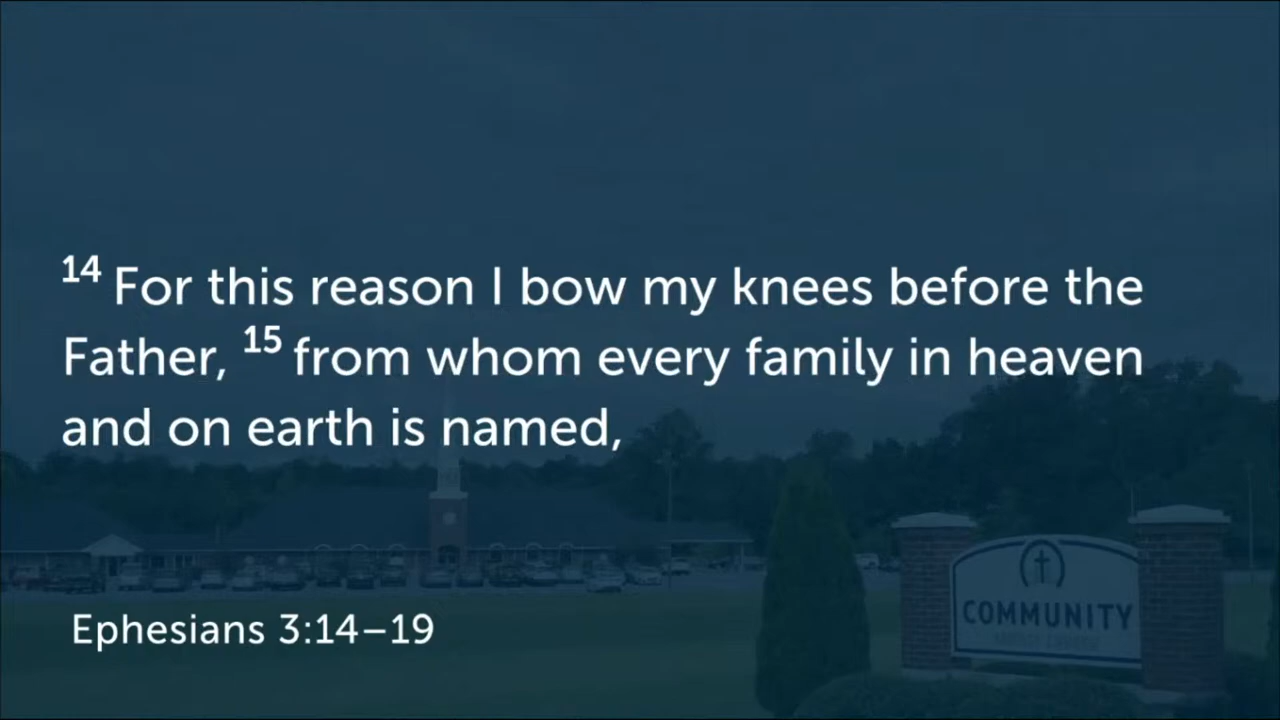 14 For this reason I bow my knees before the
Father, 15 from whom every family in heaven
and on earth is named,
Ephesians 3:14–19
COMMUNITY